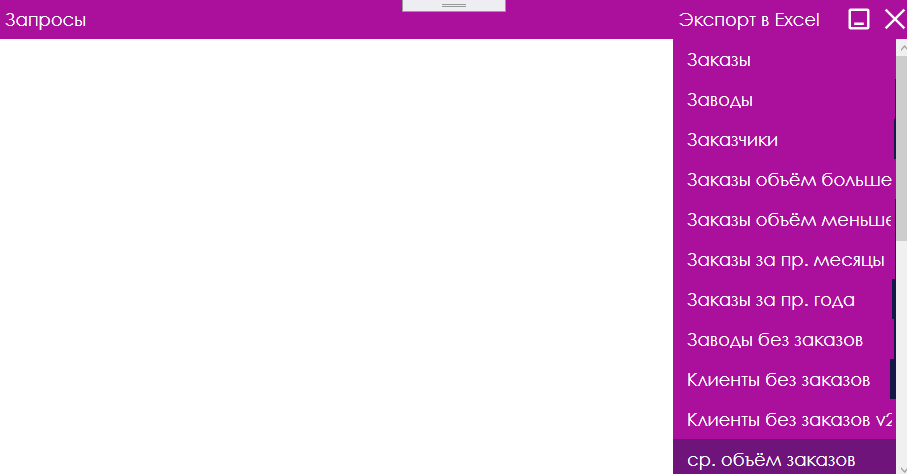 Запросы
Экспорт в Excel
Заказы
Заводы
Заказчики
Заказы объём больше
Заказы объём меньше
Заказы за пр. месяцы
Заказы за пр. года
Заводы без заказов
Клиенты без заказов
Клиенты без заказов v2
ср. объём заказов